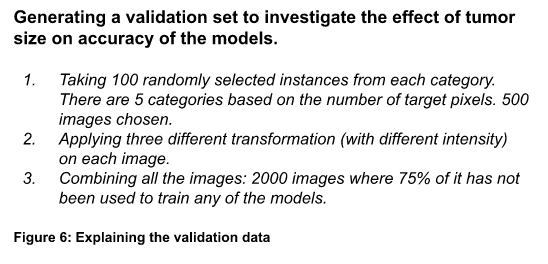 Generating a validation set to investigate the effect of tumor
size on accuracy of the models.
1. Taking 100 randomly selected instances from each category.
There are 5 categories based on the number of target pixels. 500
images chosen.
2. Applying three different transformation (with different intensity)
on each image.
3. Combining all the images: 2000 images where 75% of it has not
been used to train any of the models.
Figure 6: Explaining the validation data